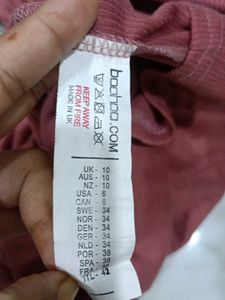 boohoo.COM
KEEP AWAY
FROM FIRE
MADE IN UK
UK - 10
AUS - 10
NZ - 10
USA - 6
CAN - 6
SWE - 34
NOR - 34
DEN - 34
GER - 34
NLD - 34
POR - 38
SPA - 38
FRA
ITL - 42